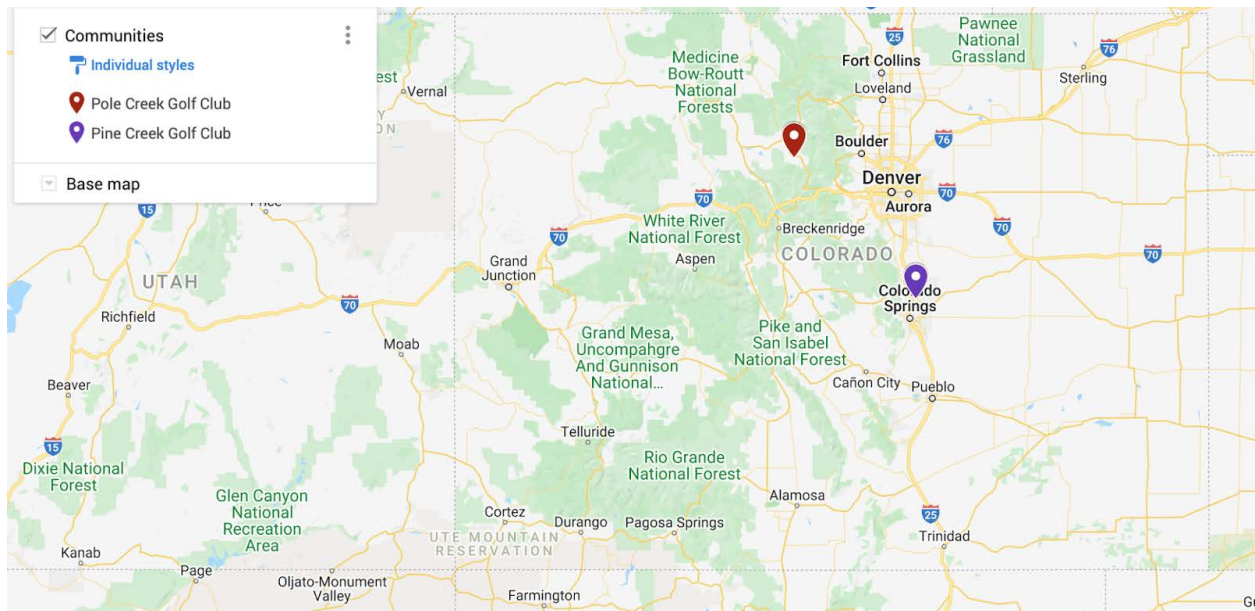 Communities
Individual styles
Pole Creek Golf Club
Pine Creek Golf Club
Base map
Vernal
15
UTAH
Richfield
Beaver
15
Dixie National
Forest
Kanab
Page
Glen Canyon
National
Recreation
Area
Oljato-Monument
Valley
70
Moab
Grand
Junction
70
Medicine
Bow-Routt
National
Forests
70
White River
National Forest
Aspen
Breckenridge
COLORADO
Grand Mesa,
Uncompahgre
And Gunnison
National...
Pike and
San Isabel
National Forest
Telluride
Rio Grande
National Forest
Cortez
Durango
Pagosa Springs
UTE MOUNTAIN
RESERVATION
Farmington
Alamosa
25
Fort Collins
Loveland
Boulder
Denver
Aurora
76
70
70
70
Pawnee
National
Grassland
76
Sterling
Springs
Cañon City
Pueblo
25
Trinidad